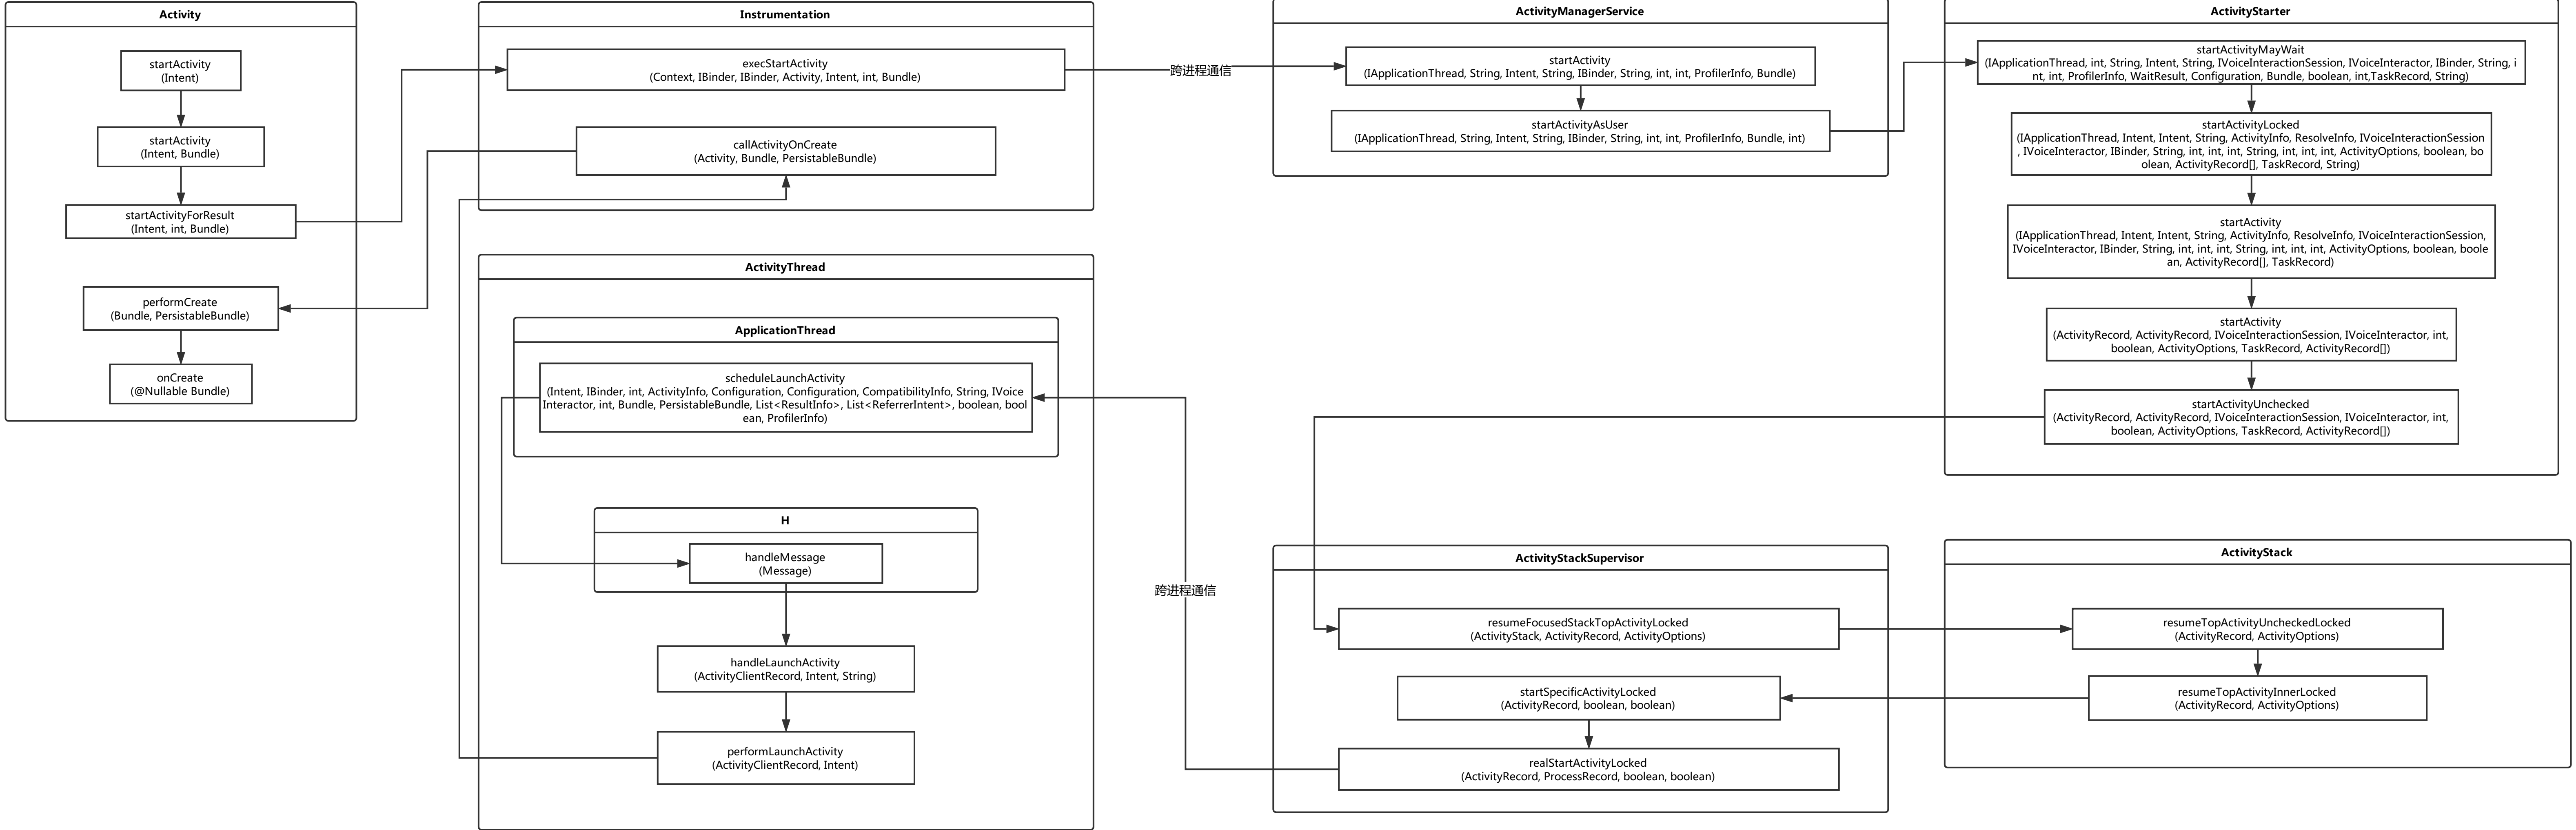 Activity
startActivity
(Intent)
startActivity
(Intent, Bundle)
startActivityForResult
(Intent, int, Bundle)
performCreate
(Bundle, PersistableBundle)
onCreate
(@Nullable Bundle)
Instrumentation
execStartActivity
(Context, IBinder, IBinder, Activity, Intent, int, Bundle)
callActivityOnCreate
(Activity, Bundle, PersistableBundle)
跨进程通信
ActivityManagerService
startActivity
(IApplicationThread, String, Intent, String, IBinder, String, int, int, ProfilerInfo, Bundle)
startActivityAsUser
(IApplicationThread, String, Intent, String, IBinder, String, int, int, ProfilerInfo, Bundle, int)
ActivityStarter
startActivityMayWait
(IApplicationThread, int, String, Intent, String, IVoiceInteractionSession, IVoiceInteractor, IBinder, String, i
nt, int, ProfilerInfo, WaitResult, Configuration, Bundle, boolean, int,TaskRecord, String)
startActivityLocked
(IApplicationThread, Intent, Intent, String, ActivityInfo, ResolveInfo, IVoiceInteractionSession
, IVoiceInteractor, IBinder, String, int, int, int, String, int, int, int, ActivityOptions, boolean, bo
olean, ActivityRecord[], TaskRecord, String)
startActivity
(IApplicationThread, Intent, Intent, String, ActivityInfo, ResolveInfo, IVoiceInteractionSession,
IVoiceInteractor, IBinder, String, int, int, int, String, int, int, int, ActivityOptions, boolean, boole
an, ActivityRecord[], TaskRecord)
startActivity
(ActivityRecord, ActivityRecord, IVoiceInteractionSession, IVoiceInteractor, int,
boolean, ActivityOptions, TaskRecord, ActivityRecord[])
startActivityUnchecked
(ActivityRecord, ActivityRecord, IVoiceInteractionSession, IVoiceInteractor, int,
boolean, ActivityOptions, TaskRecord, ActivityRecord[])
ActivityThread
ApplicationThread
scheduleLaunchActivity
(Intent, IBinder, int, ActivityInfo, Configuration, Configuration, CompatibilityInfo, String, IVoice
Interactor, int, Bundle, PersistableBundle, List<ResultInfo>, List<ReferrerIntent>, boolean, bool
ean, ProfilerInfo)
H
handleMessage
(Message)
handleLaunchActivity
(ActivityClientRecord, Intent, String)
performLaunchActivity
(ActivityClientRecord, Intent)
跨进程通信
ActivityStackSupervisor
resumeFocusedStackTopActivityLocked
(ActivityStack, ActivityRecord, ActivityOptions)
startSpecificActivityLocked
(ActivityRecord, boolean, boolean)
realStartActivityLocked
(ActivityRecord, ProcessRecord, boolean, boolean)
ActivityStack
resumeTopActivityUncheckedLocked
(ActivityRecord, ActivityOptions)
resumeTopActivityInnerLocked
(ActivityRecord, ActivityOptions)